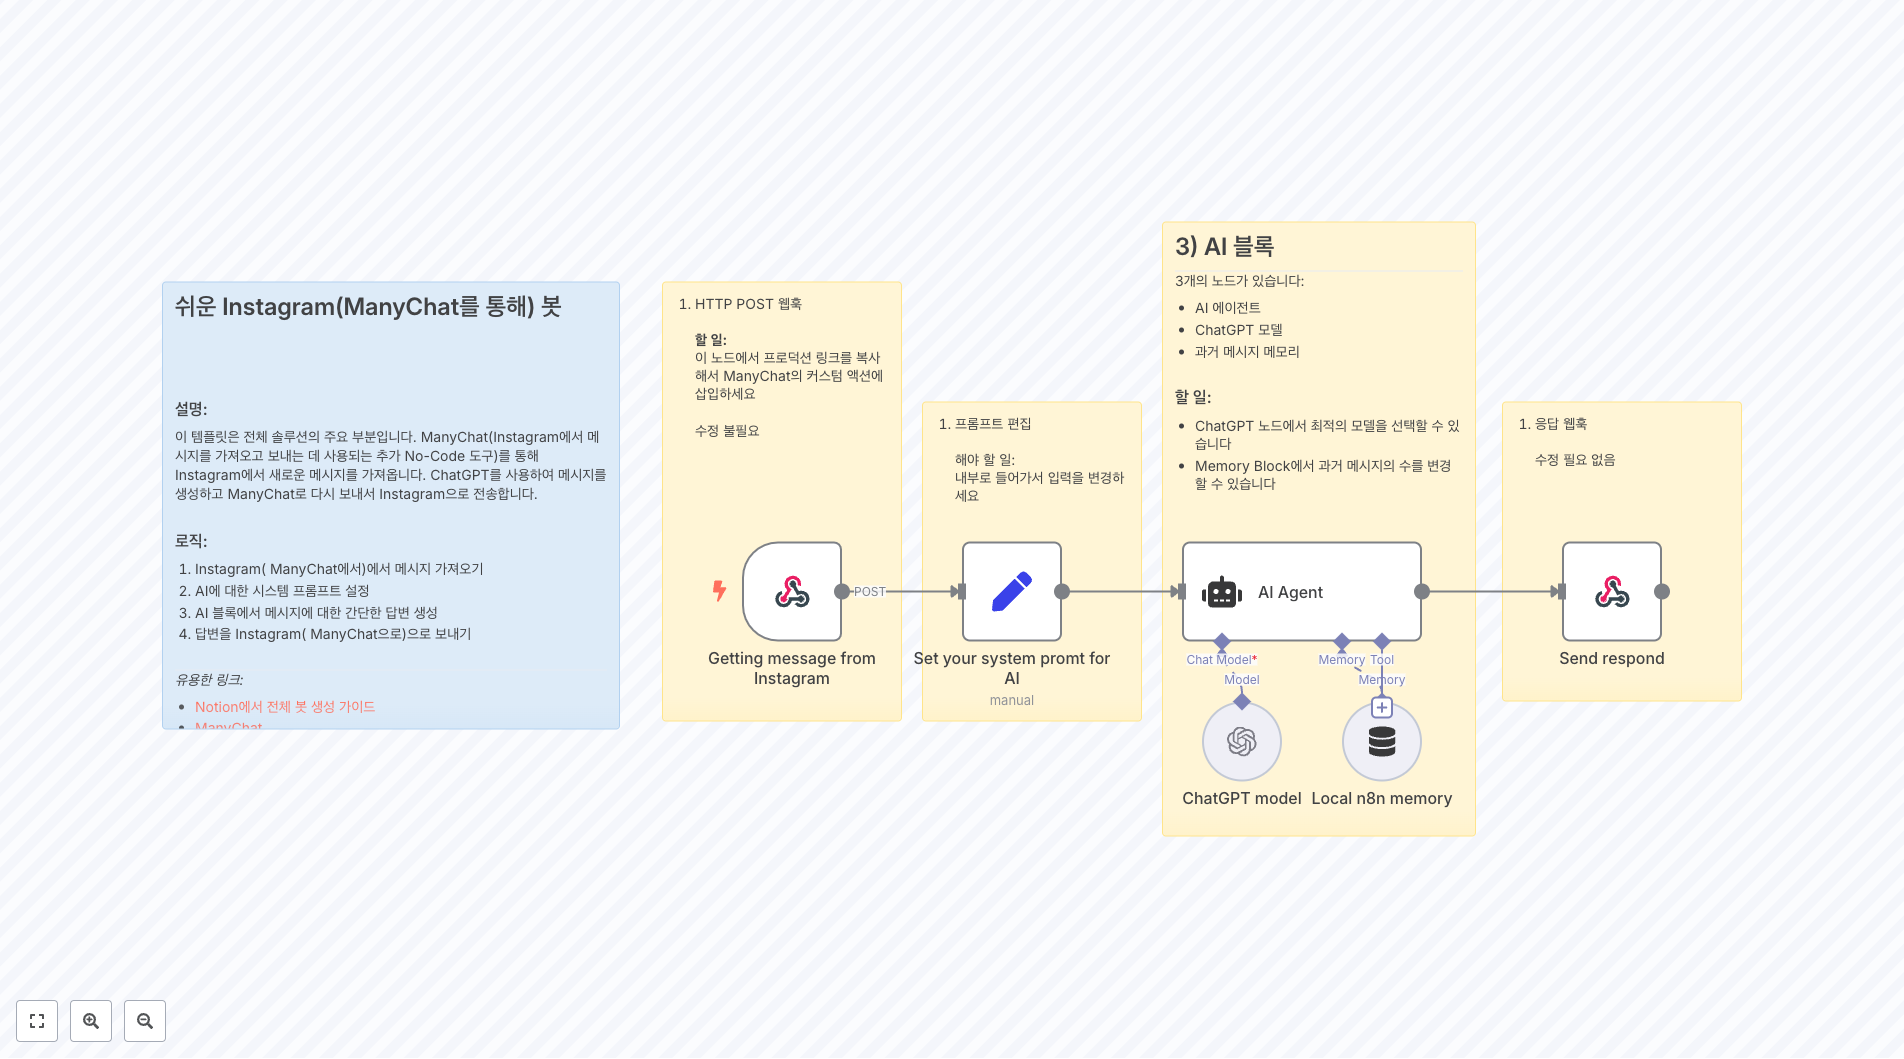 쉬운 Instagram(ManyChat를 통해) 봇
설명:
이 템플릿은 전체 솔루션의 주요 부분입니다. ManyChat(Instagram에서 메
시지를 가져오고 보내는 데 사용되는 추가 No-Code 도구)를 통해
Instagram에서 새로운 메시지를 가져옵니다. ChatGPT를 사용하여 메시지를
생성하고 ManyChat로 다시 보내서 Instagram으로 전송합니다.
로직:
1. Instagram( ManyChat에서)에서 메시지 가져오기
2. AI에 대한 시스템 프롬프트 설정
3. AI 블록에서 메시지에 대한 간단한 답변 생성
4. 답변을 Instagram( ManyChat으로)으로 보내기
유용한 링크:
Notion에서 전체 봇 생성 가이드
ManyChat
1. HTTP POST 웹훅
할 일:
이 노드에서 프로덕션 링크를 복사
해서 ManyChat의 커스텀 액션에
삽입하세요
수정 불필요
POST
Getting message from
Instagram
1. 프롬프트 편집
해야 할 일:
내부로 들어가서 입력을 변경하
세요
Set your system promt for
AI
manual
3) AI 블록
3개의 노드가 있습니다:
AI 에이전트
ChatGPT 모델
과거 메시지 메모리
할 일:
ChatGPT 노드에서 최적의 모델을 선택할 수 있
습니다
Memory Block에서 과거 메시지의 수를 변경
할 수 있습니다
AI Agent
Chat Model*
Memory
Tool
Model
Memory
ChatGPT model
Local n8n memory
1. 응답 웹훅
수정 필요 없음
Send respond